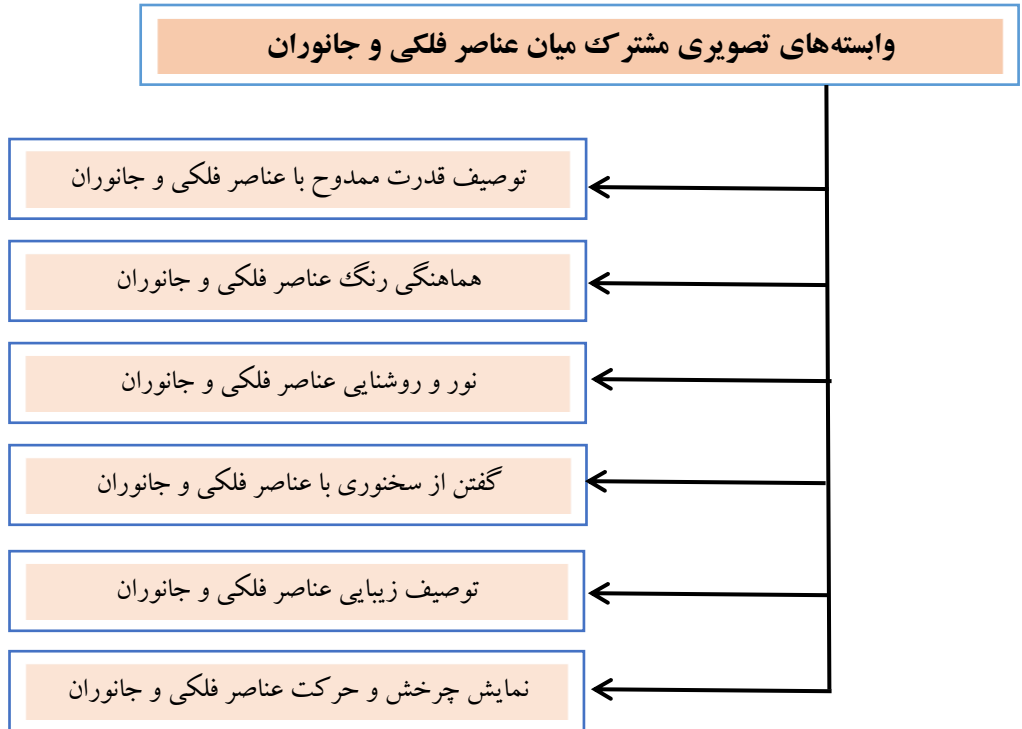 وابسته‌های تصویری مشترک میان عناصر فلکی و جانوران
توصیف قدرت ممدوح با عناصر فلکی و جانوران
هماهنگی رنگ عناصر فلکی و جانوران
نور و روشنایی عناصر فلکی و جانوران
گفتن از سخنوری با عناصر فلکی و جانوران
توصیف زیبایی عناصر فلکی و جانوران
نمایش چرخش و حرکت عناصر فلکی و جانوران